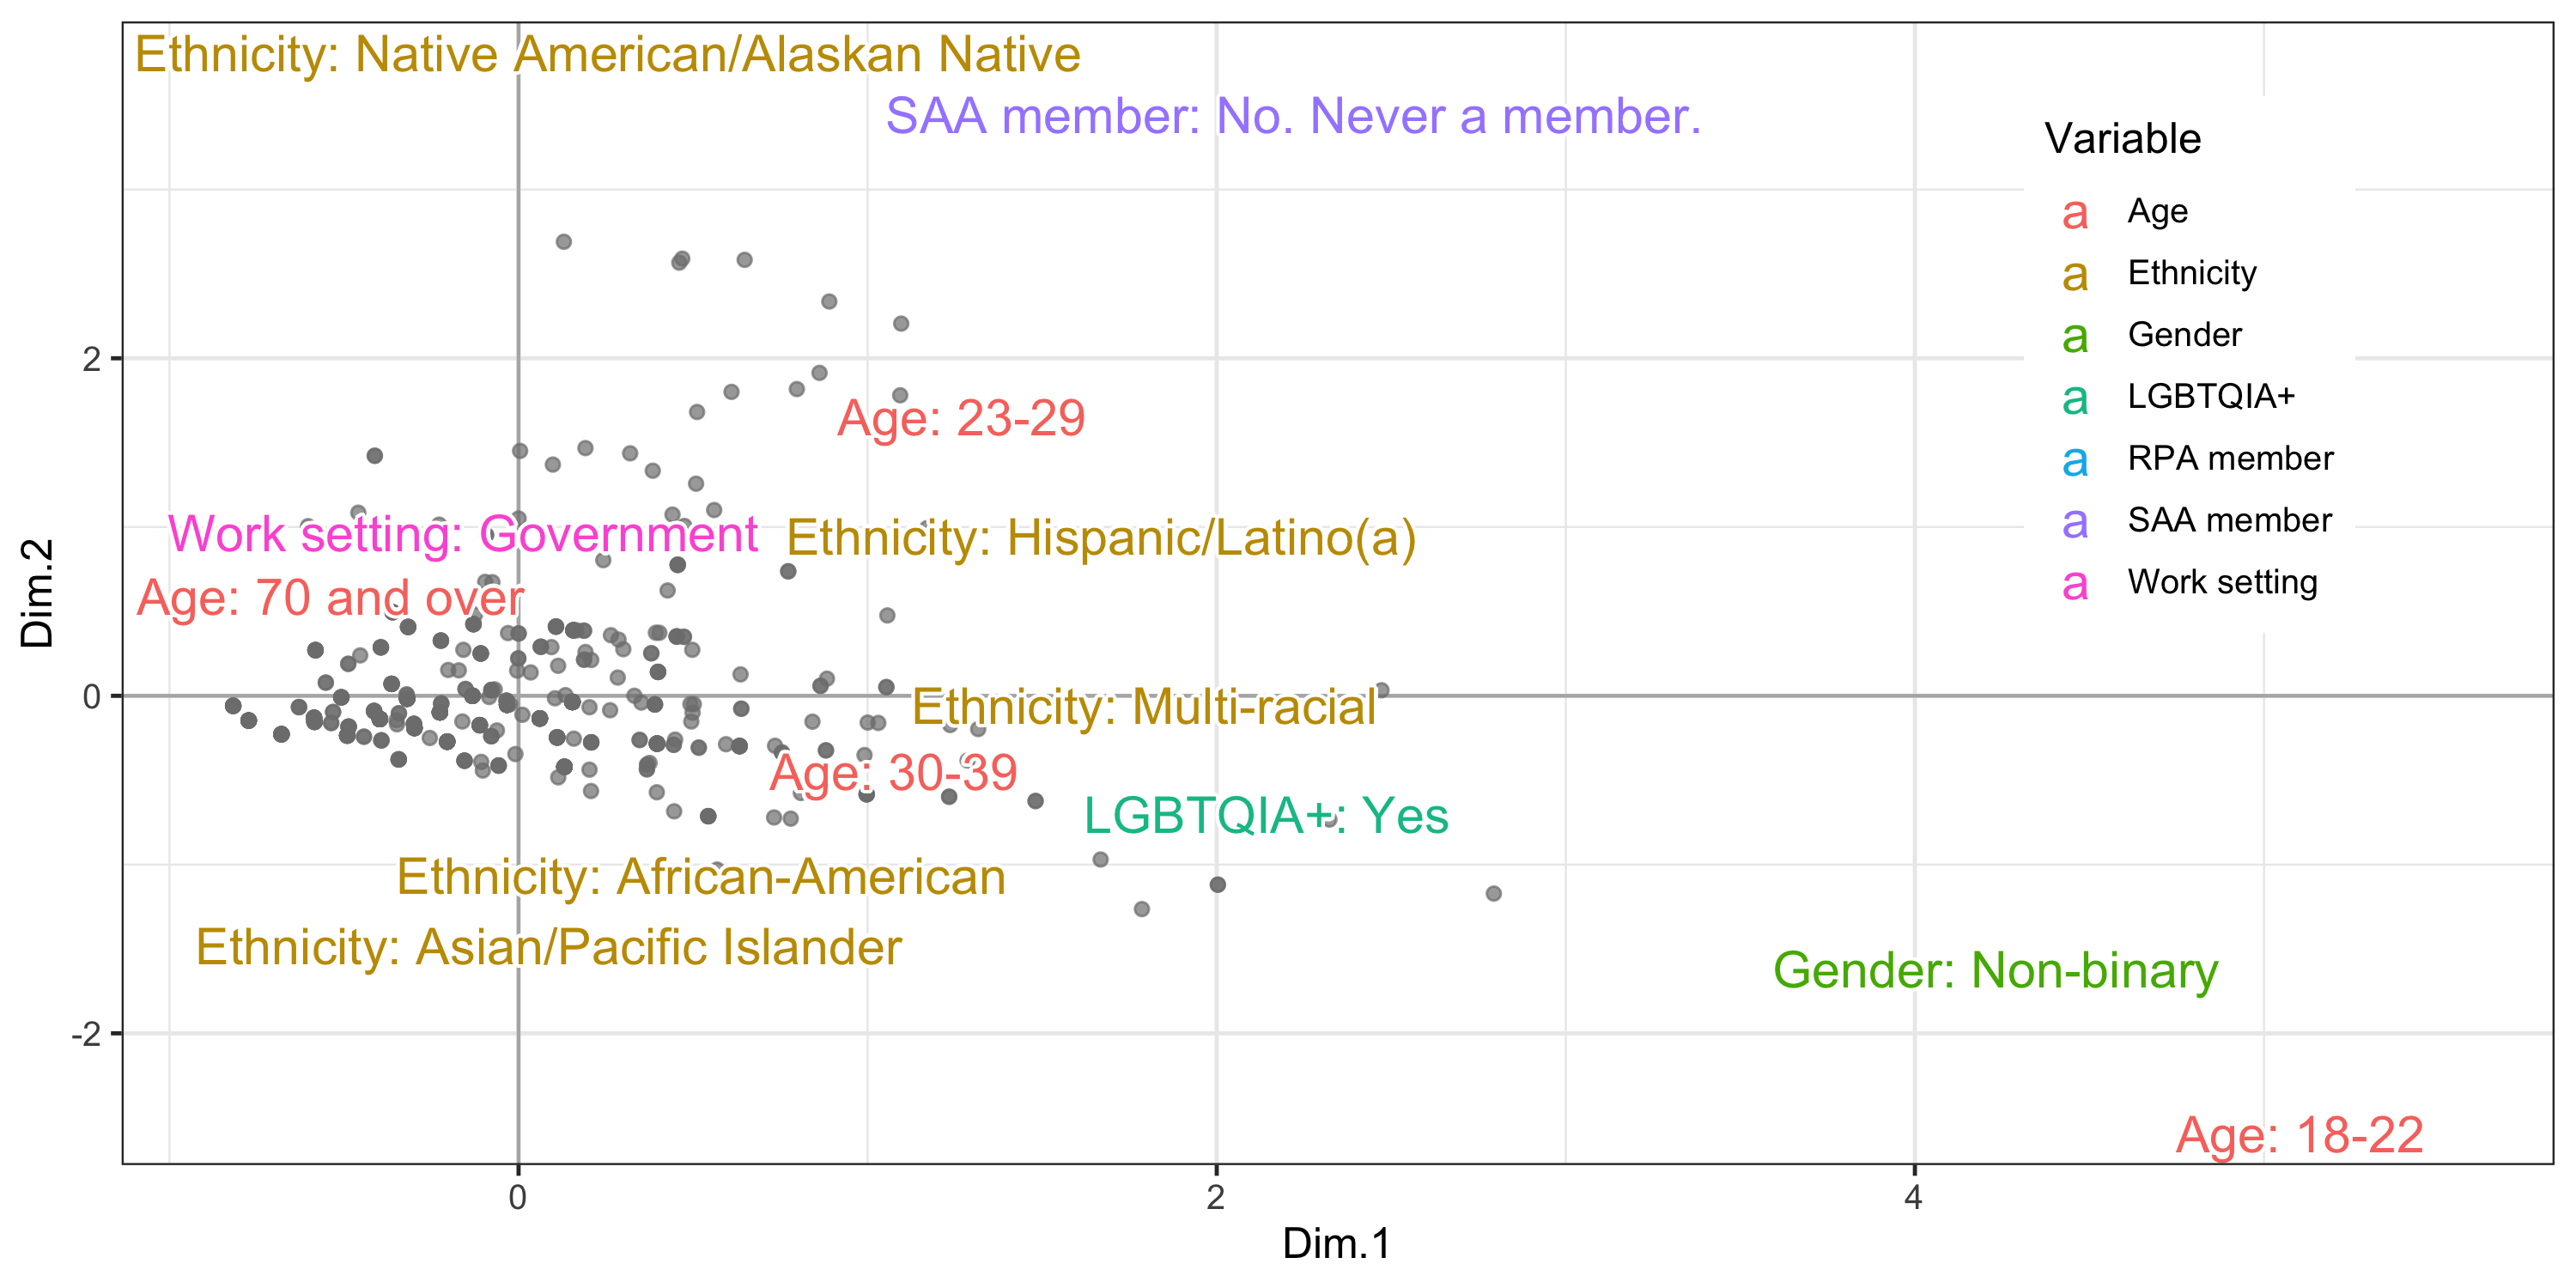 Ethnicity: Native American/Alaskan Native
SAA member: No. Never a member.
Variable
a Age
a Ethnicity
a Gender
a LGBTQIA+
a RPA member
a SAA member
a Work setting
2
Age: 23-29
Work setting: Government
Ethnicity: Hispanic/Latino(a)
Age: 70 and over
Dim.2
0
Ethnicity: Multi-racial
Age: 30-39
LGBTQIA+: Yes
Ethnicity: African-American
Ethnicity: Asian/Pacific Islander
Gender: Non-binary
-2
Age: 18-22
0 2 4
Dim.1